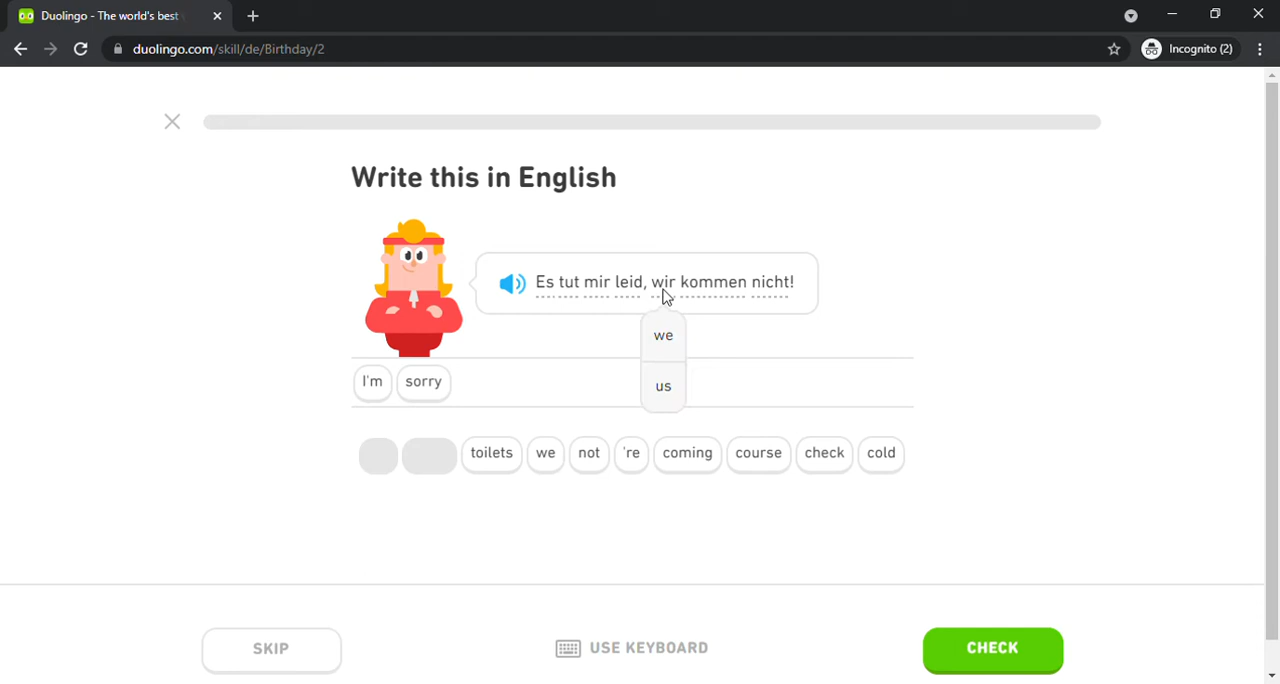 Duolingo - The world's best
duolingo.com/skill/de/Birthday/2
Incognito (2)
Write this in English
Es tut mir leid, wir kommen nicht!
we
us
I'm sorry
toilets we not 're coming course check cold
SKIP
USE KEYBOARD
CHECK